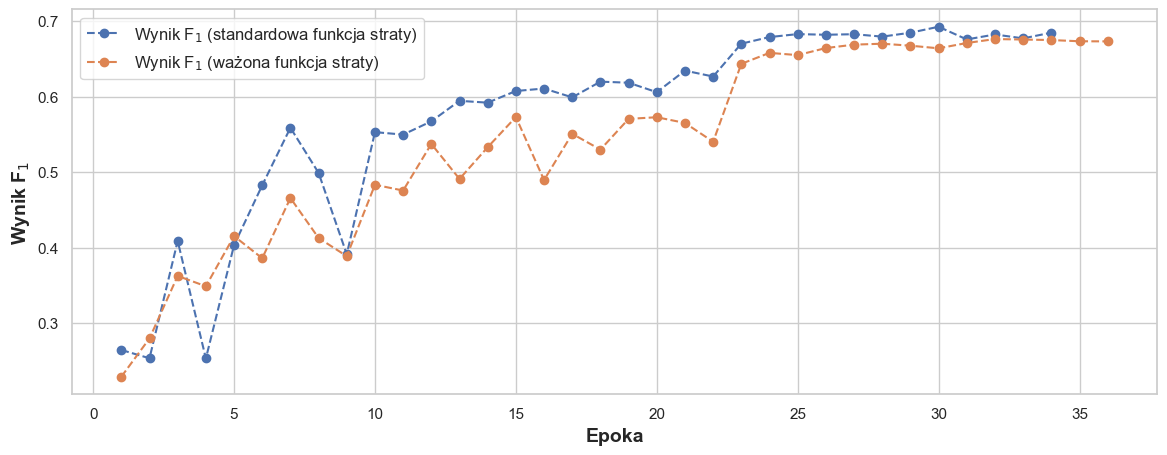 Wynik F₁ (standardowa funkcja straty)
Wynik F₁ (ważona funkcja straty)
Wynik F₁
0.7
0.6
0.5
0.4
0.3
0 5 10 15 20 25 30 35
Epoka